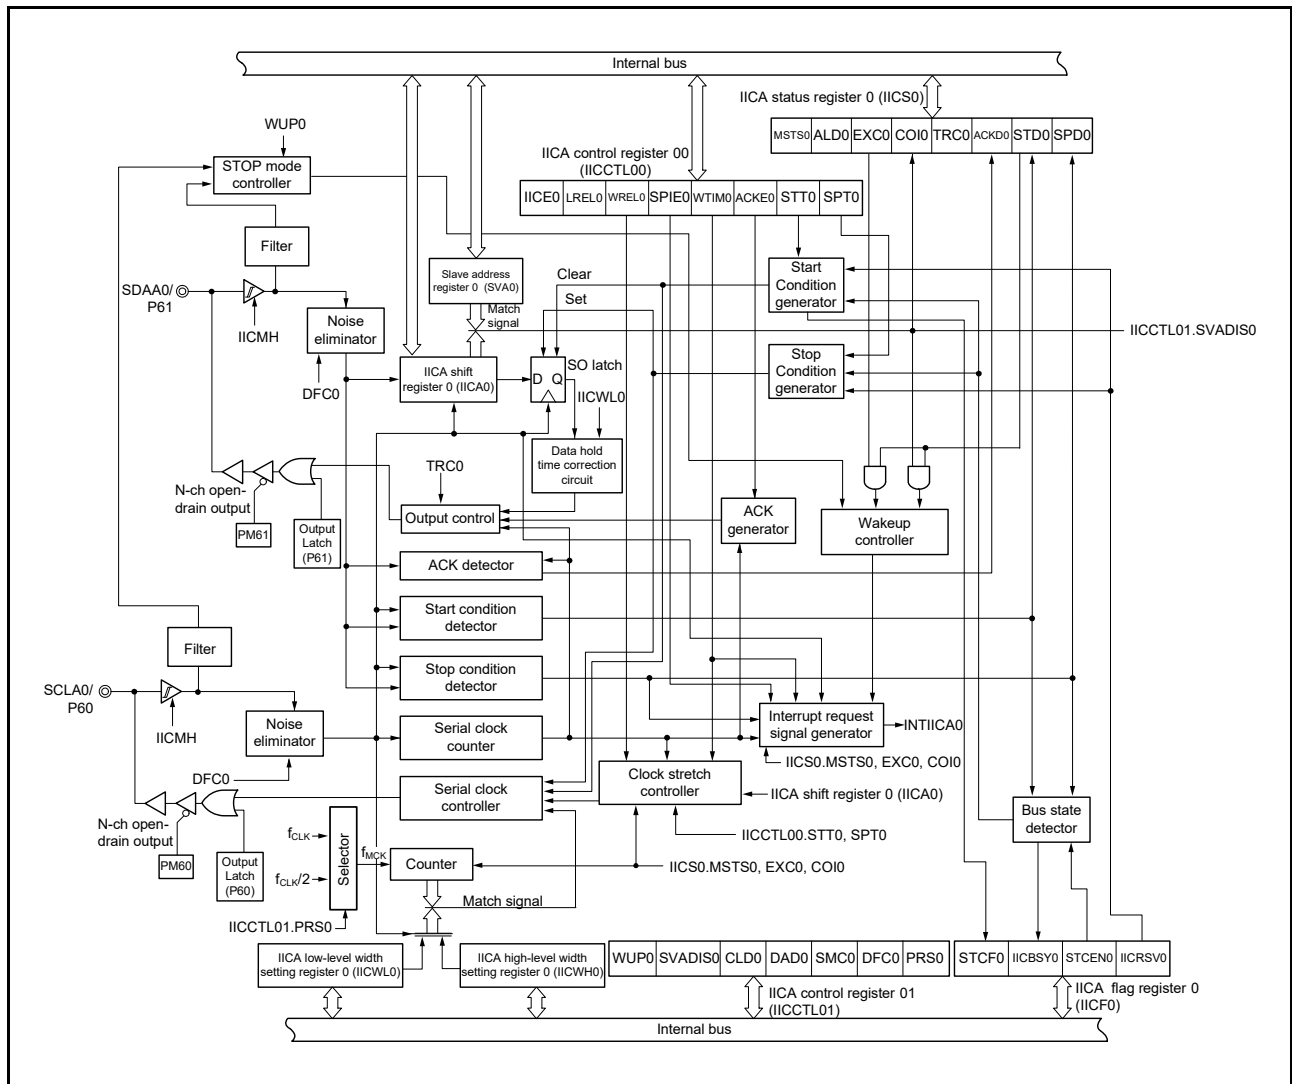 Internal bus
IICA status register 0 (IICS0)
MSTS0 ALD0 EXC0 COI0 TRC0 ACKD0 STD0 SPD0
WUP0
STOP mode
controller
IICA control register 00
(IICCTL00)
IICE0 LREL0 WREL0 SPIE0 WTIM0 ACKE0 STT0 SPT0
Filter
SDAA0/
P61
IICMH
Noise
eliminator
DFC0
Slave address
register 0 (SVA0)
Match
signal
Clear
Set
Start
Condition
generator
IICCTL01.SVADIS0
Stop
Condition
generator
IICA shift
register 0 (IICA0)
SO latch
D Q
IICWL0
Data hold
time correction
circuit
TRC0
N-ch open-
drain output
PM61
Output
Latch
(P61)
Output control
ACK
generator
Wakeup
controller
ACK detector
Start condition
detector
Filter
Stop condition
detector
SCLA0/
P60
IICMH
Noise
eliminator
DFC0
Serial clock
counter
Interrupt request
signal generator
INTIICA0
IICS0.MSTS0, EXC0, COI0
Serial clock
controller
Clock stretch
controller
IICA shift register 0 (IICA0)
IICCTL00.STT0, SPT0
Bus state
detector
N-ch open-
drain output
PM60
Output
Latch
(P60)
fCLK
fCLK/2
Selector
fMCK
Counter
IICS0.MSTS0, EXC0, COI0
Match signal
IICCTL01.PRS0
IICA low-level width
setting register 0 (IICWL0)
IICA high-level width
setting register 0 (IICWH0)
WUP0 SVADIS0 CLD0 DAD0 SMC0 DFC0 PRS0
STCF0 IICBSY0 STCEN0 IICRSV0
IICA control register 01
(IICCTL01)
IICA flag register 0
(IICF0)
Internal bus